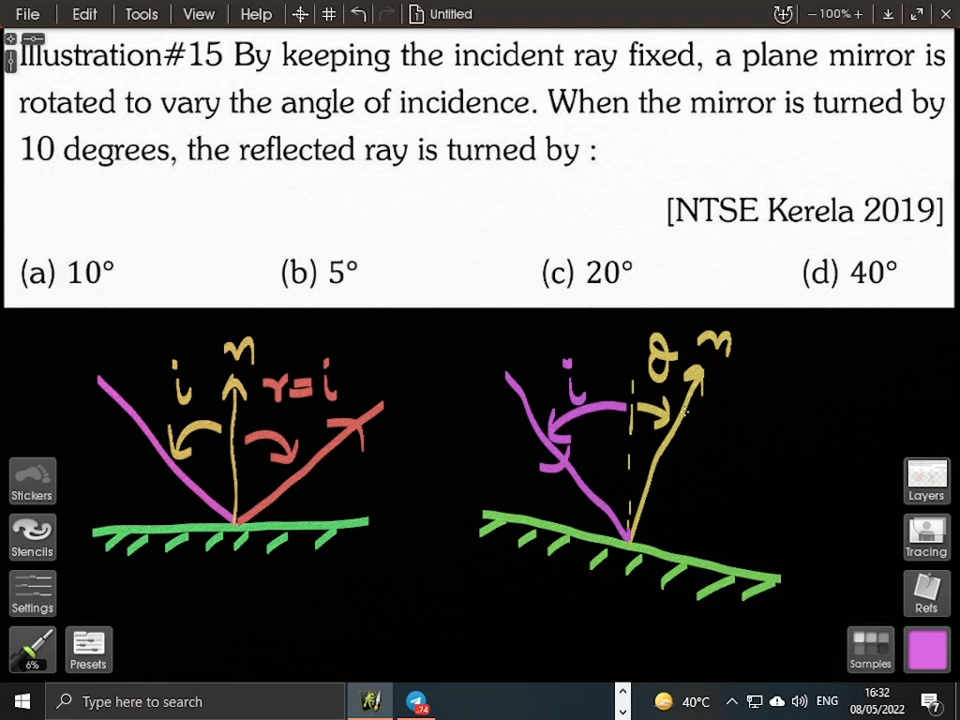 File Edit Tools View Help Untitled −100%+
Illustration#15 By keeping the incident ray fixed, a plane mirror is
rotated to vary the angle of incidence. When the mirror is turned by
10 degrees, the reflected ray is turned by :
[NTSE Kerela 2019]
(a) 10° (b) 5° (c) 20° (d) 40°
i n r=i
i θ n
Stickers
Stencils
Settings
6%
Presets
Layers
Tracing
Refs
Samples
Type here to search
74
40°C ENG 16:32
08/05/2022
7